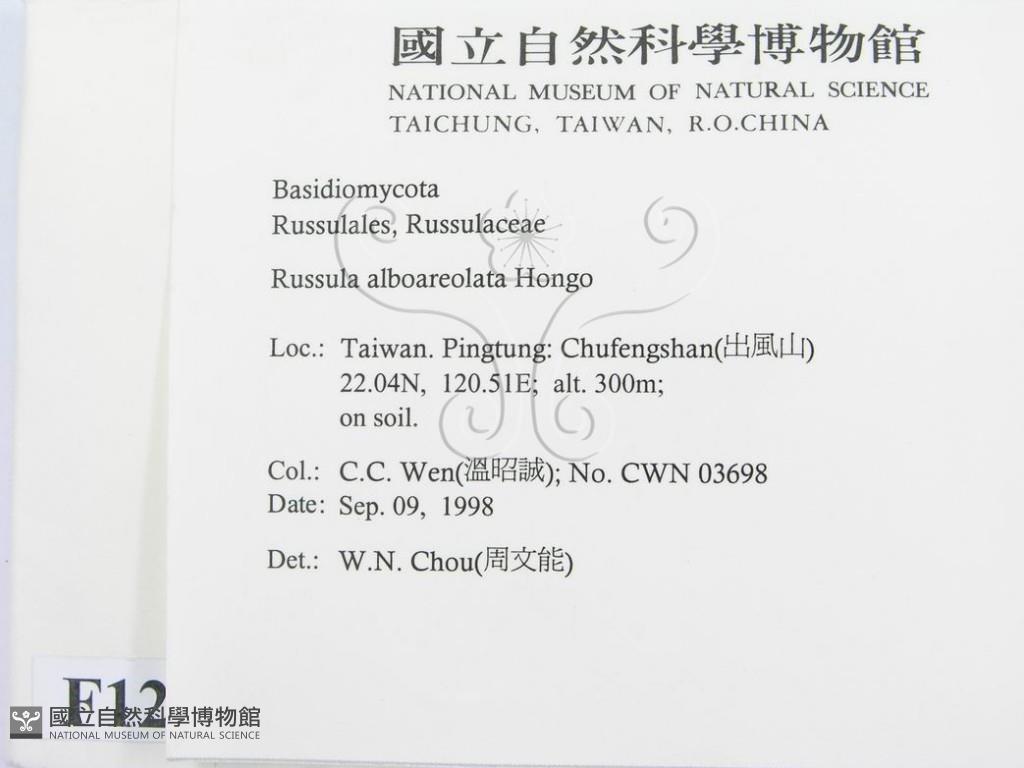 國立自然科學博物館
NATIONAL MUSEUM OF NATURAL SCIENCE
TAICHUNG, TAIWAN, R.O.CHINA
Basidiomycota
Russulales, Russulaceae
Russula alboareolata Hongo
Loc.: Taiwan. Pingtung: Chufengshan(出風山)
22.04N, 120.51E; alt. 300m;
on soil.
Col.: C.C. Wen(溫昭誠); No. CWN 03698
Date: Sep. 09, 1998
Det.: W.N. Chou(周文能)
F12
國立自然科學博物館
NATIONAL MUSEUM OF NATURAL SCIENCE